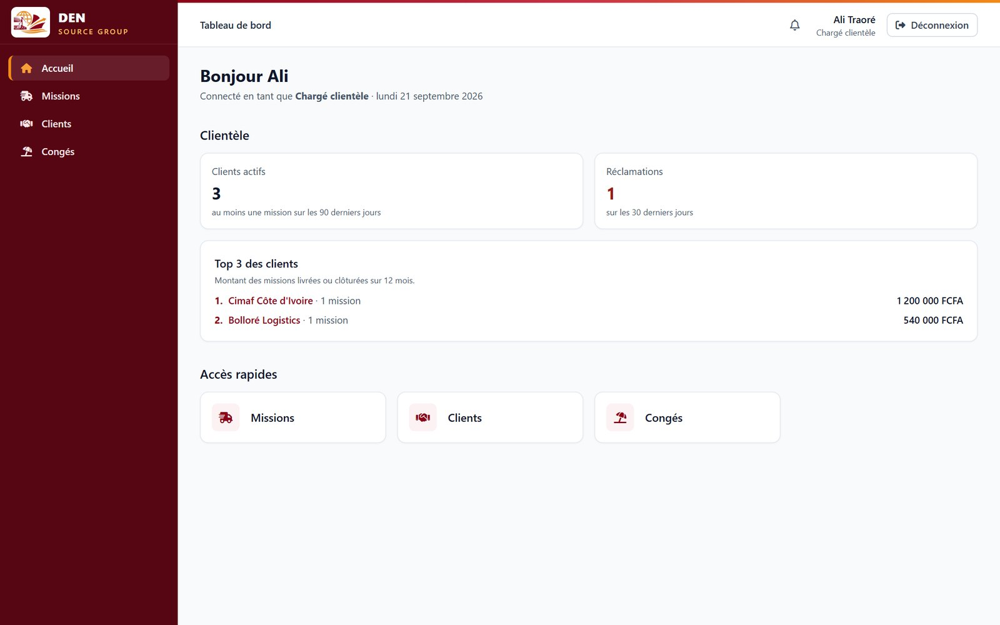 DEN
SOURCE GROUP
Accueil
Missions
Clients
Congés
Tableau de bord
Ali Traoré
Chargé clientèle
Déconnexion
Bonjour Ali
Connecté en tant que Chargé clientèle · lundi 21 septembre 2026
Clientèle
Clients actifs
3
au moins une mission sur les 90 derniers jours
Réclamations
1
sur les 30 derniers jours
Top 3 des clients
Montant des missions livrées ou clôturées sur 12 mois.
1. Cimaf Côte d'Ivoire · 1 mission 1 200 000 FCFA
2. Bolloré Logistics · 1 mission 540 000 FCFA
Accès rapides
Missions
Clients
Congés